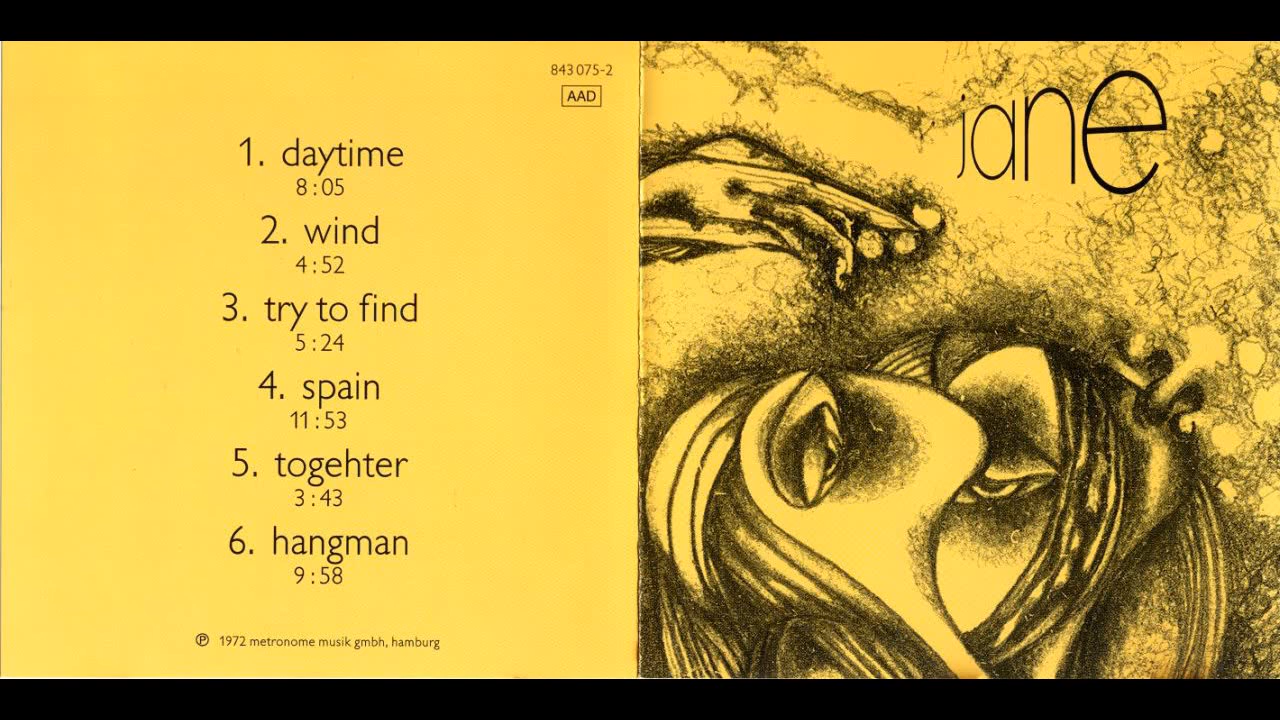 843 075-2
AAD
1. daytime
8:05
2. wind
4:52
3. try to find
5:24
4. spain
11:53
5. togehter
3:43
6. hangman
9:58
℗ 1972 metronome musik gmbh, hamburg
jane